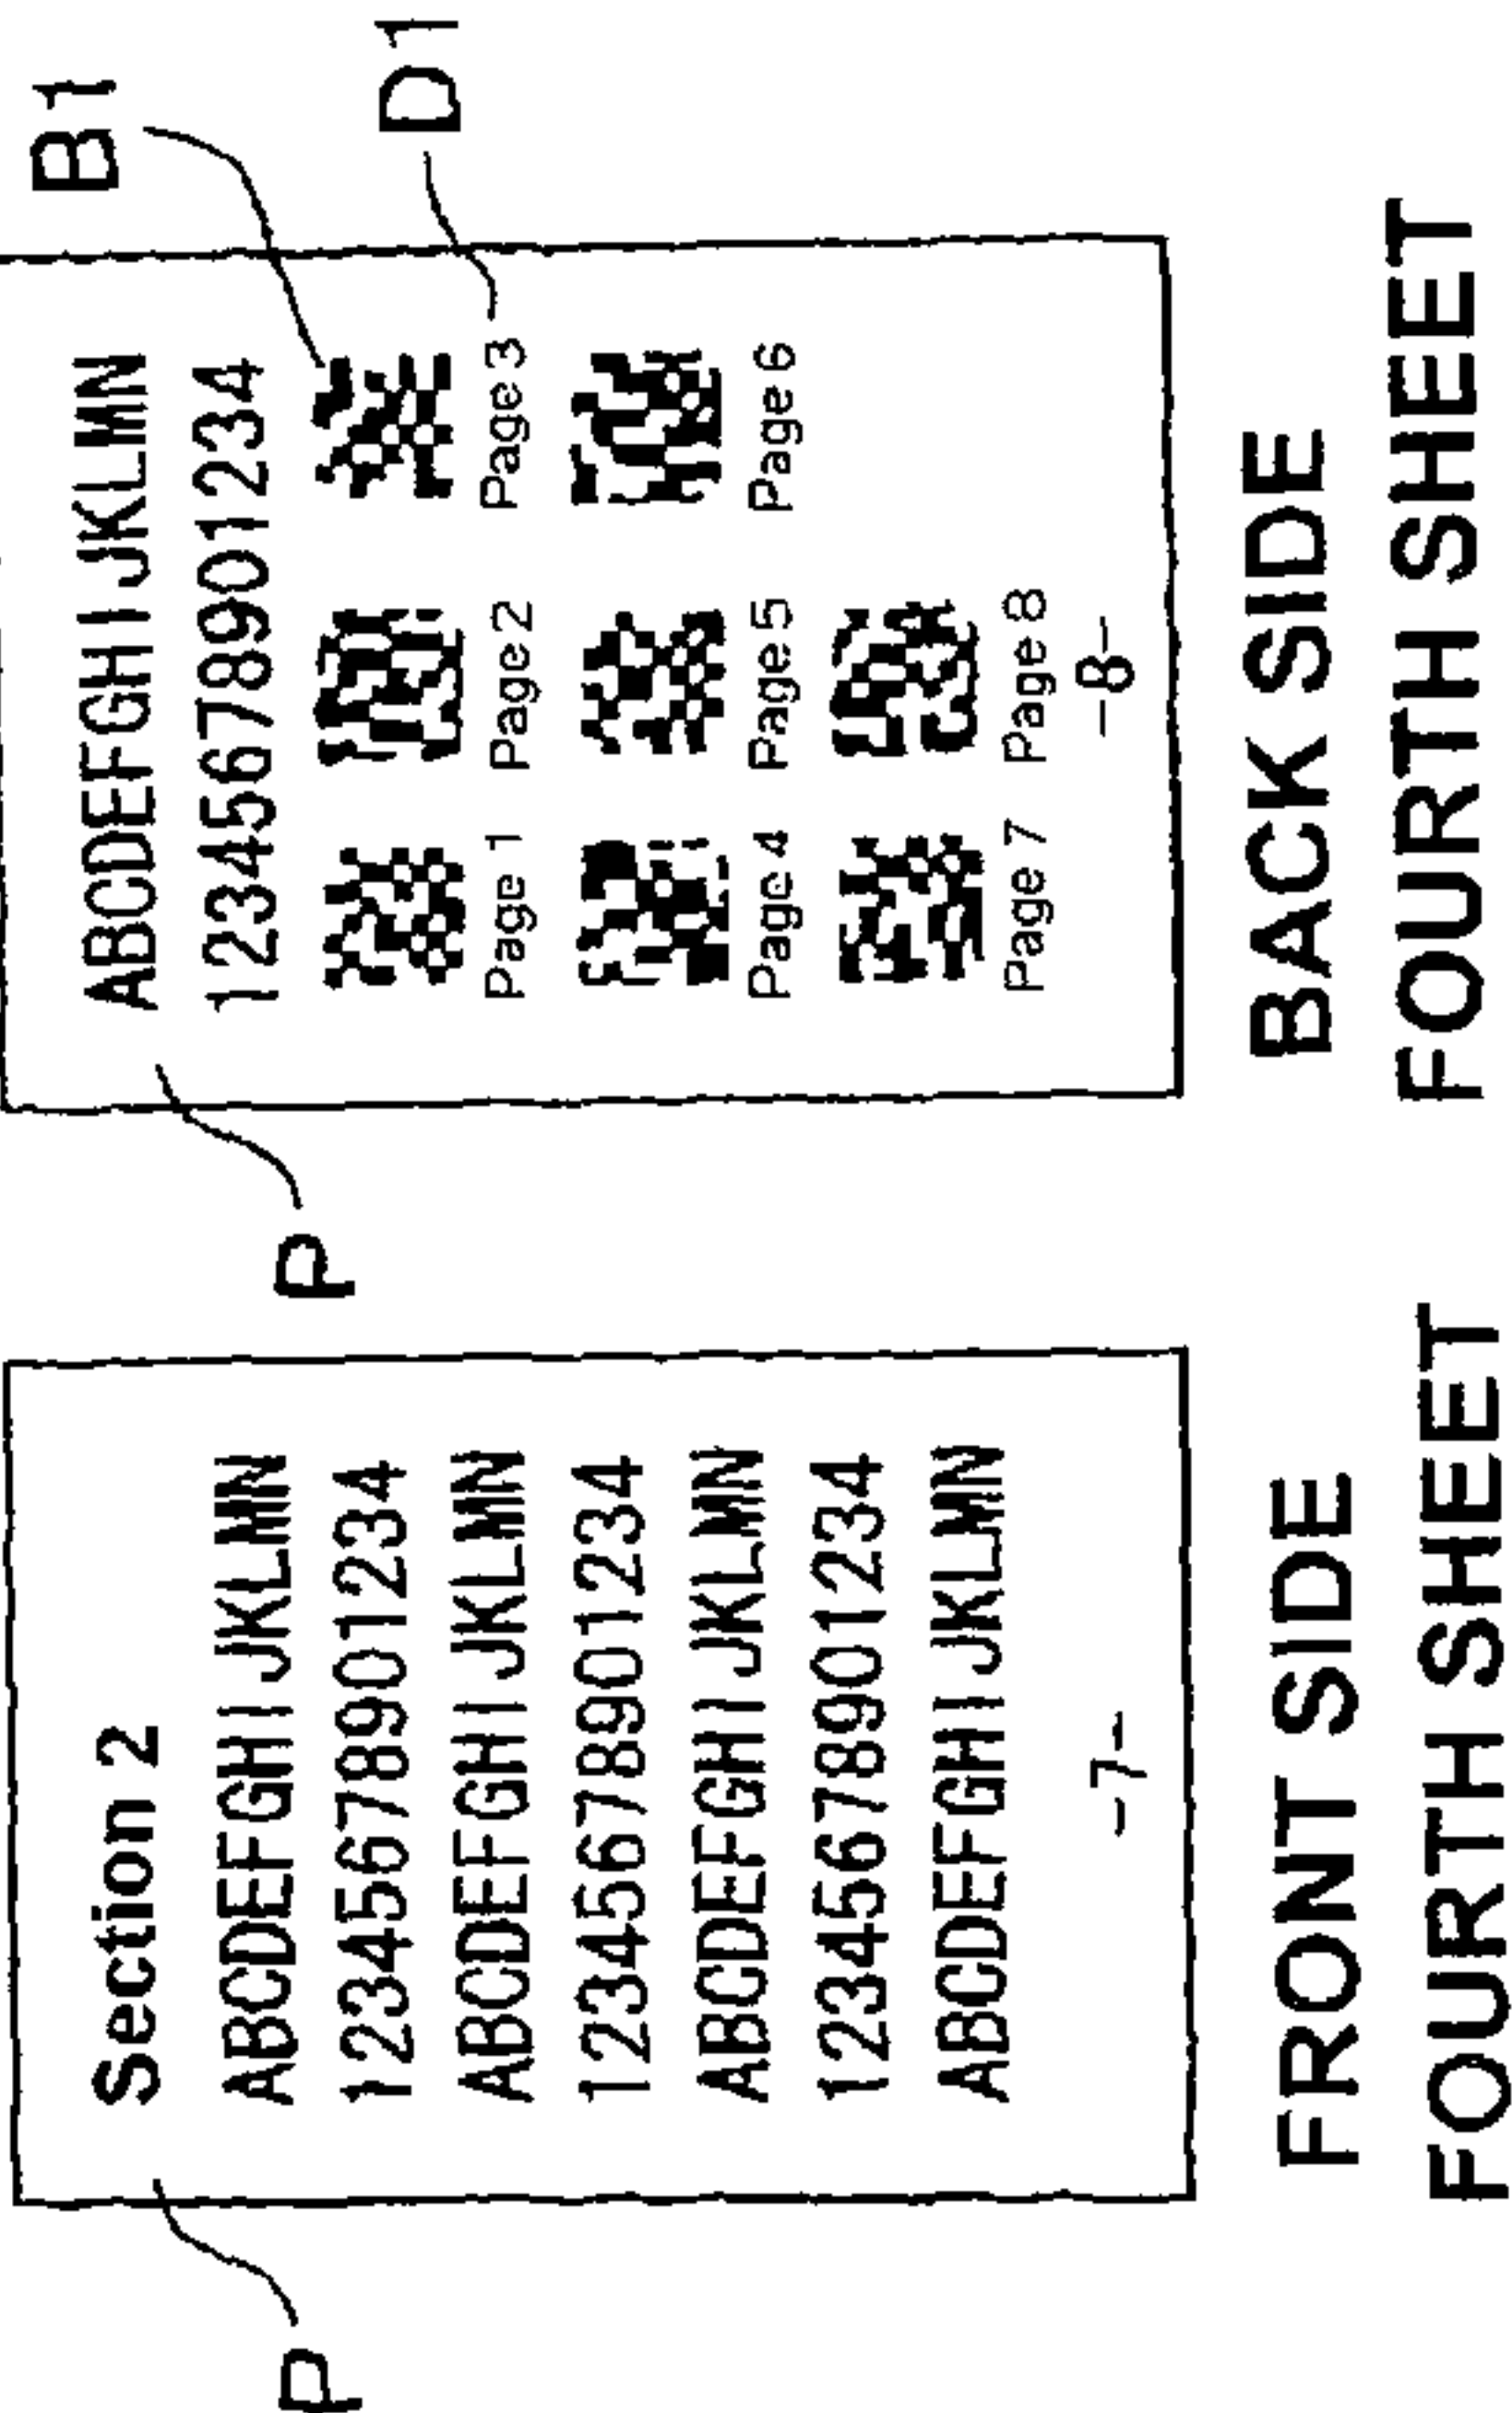 P
Section 2
ABCDEFGHIJKLMN
12345678901234
ABCDEFGHIJKLMN
12345678901234
ABCDEFGHIJKLMN
12345678901234
ABCDEFGHIJKLMN
-7-
FRONT SIDE
FOURTH SHEET
P
B1
D1
ABCDEFGHIJKLMN
12345678901234
Page 1 Page 2 Page 3
Page 4 Page 5 Page 6
Page 7 Page 8
-8-
BACK SIDE
FOURTH SHEET